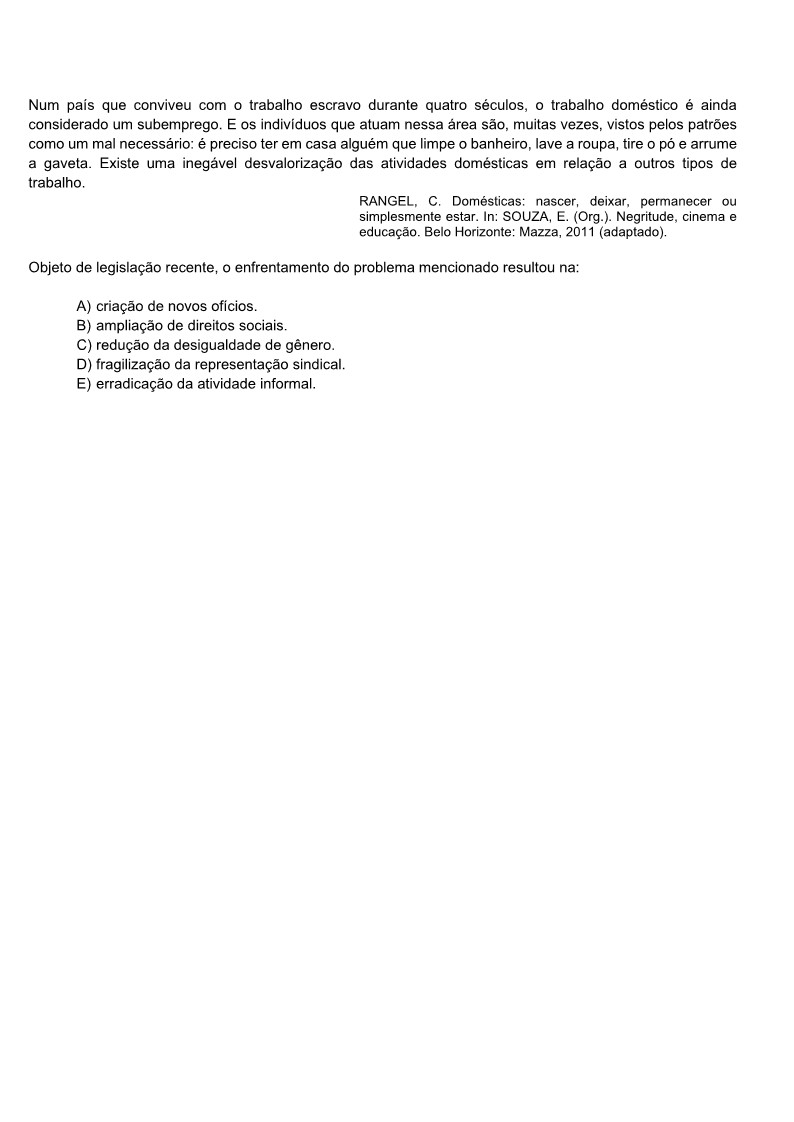 Num país que conviveu com o trabalho escravo durante quatro séculos, o trabalho doméstico é ainda
considerado um subemprego. E os indivíduos que atuam nessa área são, muitas vezes, vistos pelos patrões
como um mal necessário: é preciso ter em casa alguém que limpe o banheiro, lave a roupa, tire o pó e arrume
a gaveta. Existe uma inegável desvalorização das atividades domésticas em relação a outros tipos de
trabalho.
RANGEL, C. Domésticas: nascer, deixar, permanecer ou
simplesmente estar. In: SOUZA, E. (Org.). Negritude, cinema e
educação. Belo Horizonte: Mazza, 2011 (adaptado).
Objeto de legislação recente, o enfrentamento do problema mencionado resultou na:
A) criação de novos ofícios.
B) ampliação de direitos sociais.
C) redução da desigualdade de gênero.
D) fragilização da representação sindical.
E) erradicação da atividade informal.